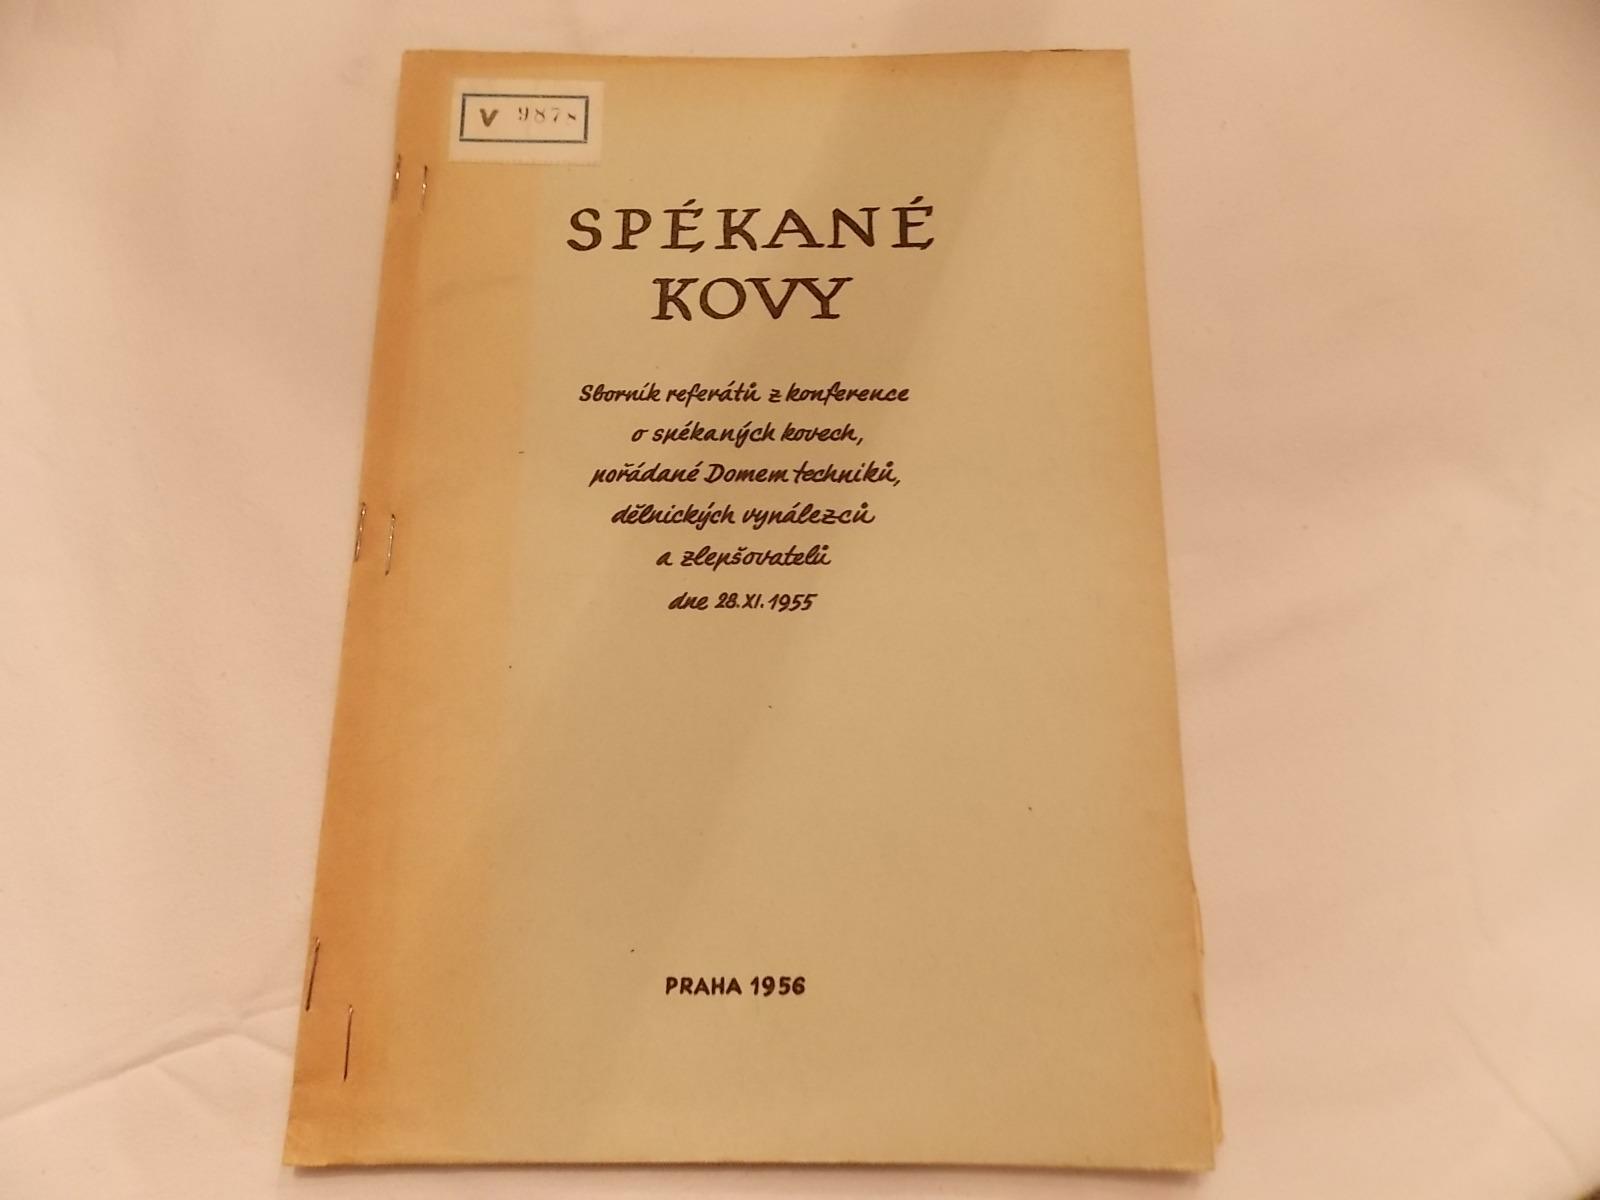 V 9878
SPÉKANÉ
KOVY
Sborník referátů z konference
o spékaných kovech,
pořádané Domem techniků,
dělnických vynálezců
a zlepšovatelů
dne 28.XI.1955
PRAHA 1956